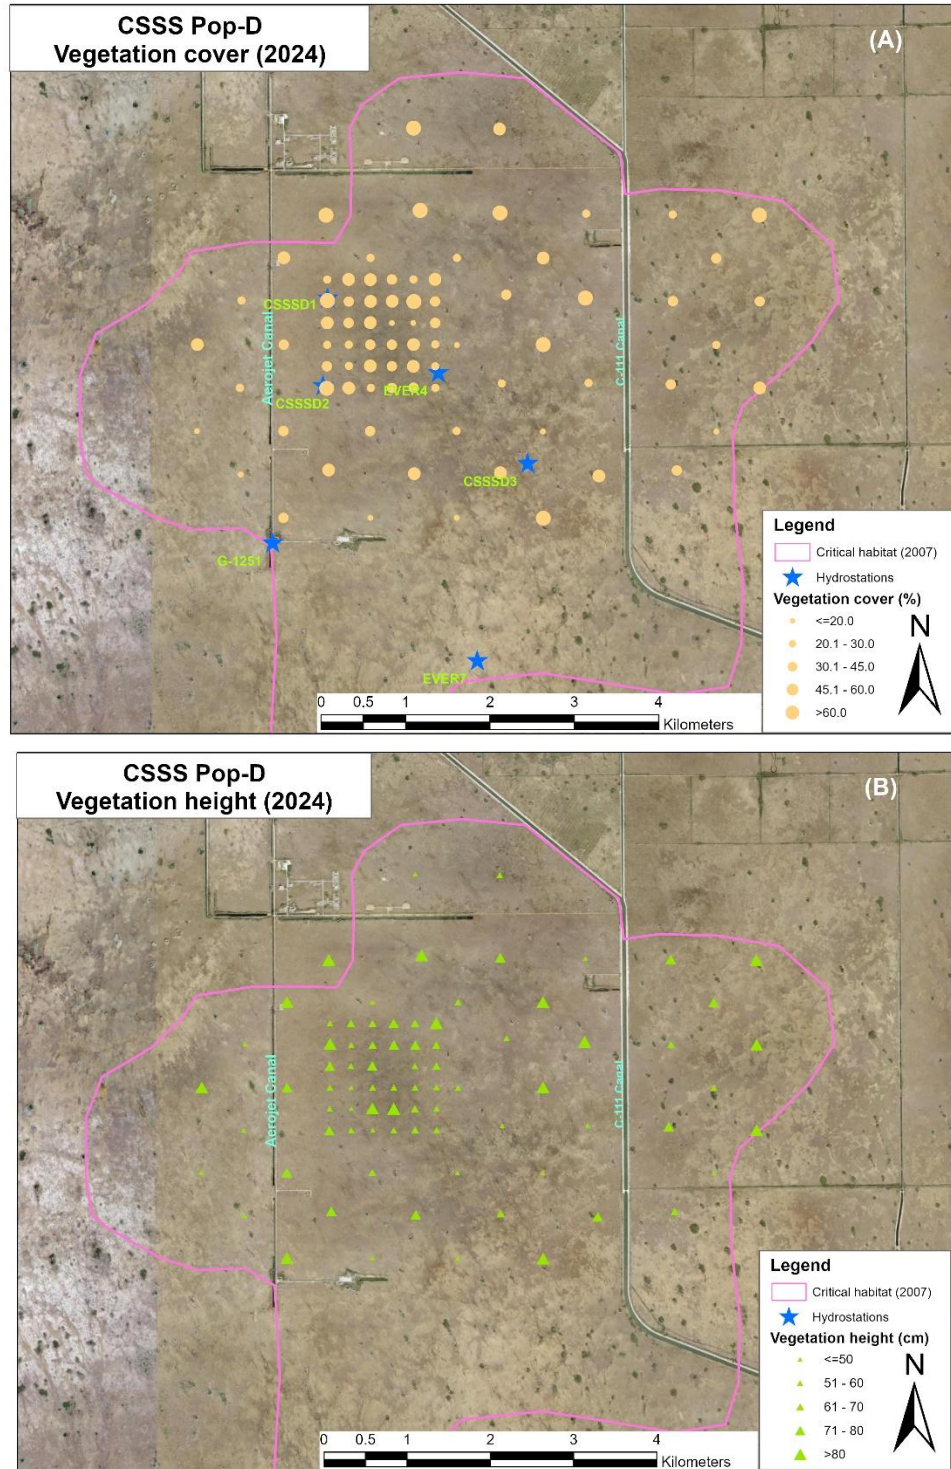 CSSS Pop-D
Vegetation cover (2024)
(A)
CSSSD1
Aerojet Canal
C-111 Canal
CSSSD2
EVER4
CSSSD3
G-1251
EVER7
Legend
Critical habitat (2007)
Hydrostations
Vegetation cover (%)
<=20.0
20.1 - 30.0
30.1 - 45.0
45.1 - 60.0
>60.0
N
0 0.5 1 2 3 4
Kilometers
CSSS Pop-D
Vegetation height (2024)
(B)
Aerojet Canal
C-111 Canal
Legend
Critical habitat (2007)
Hydrostations
Vegetation height (cm)
<=50
51 - 60
61 - 70
71 - 80
>80
N
0 0.5 1 2 3 4
Kilometers